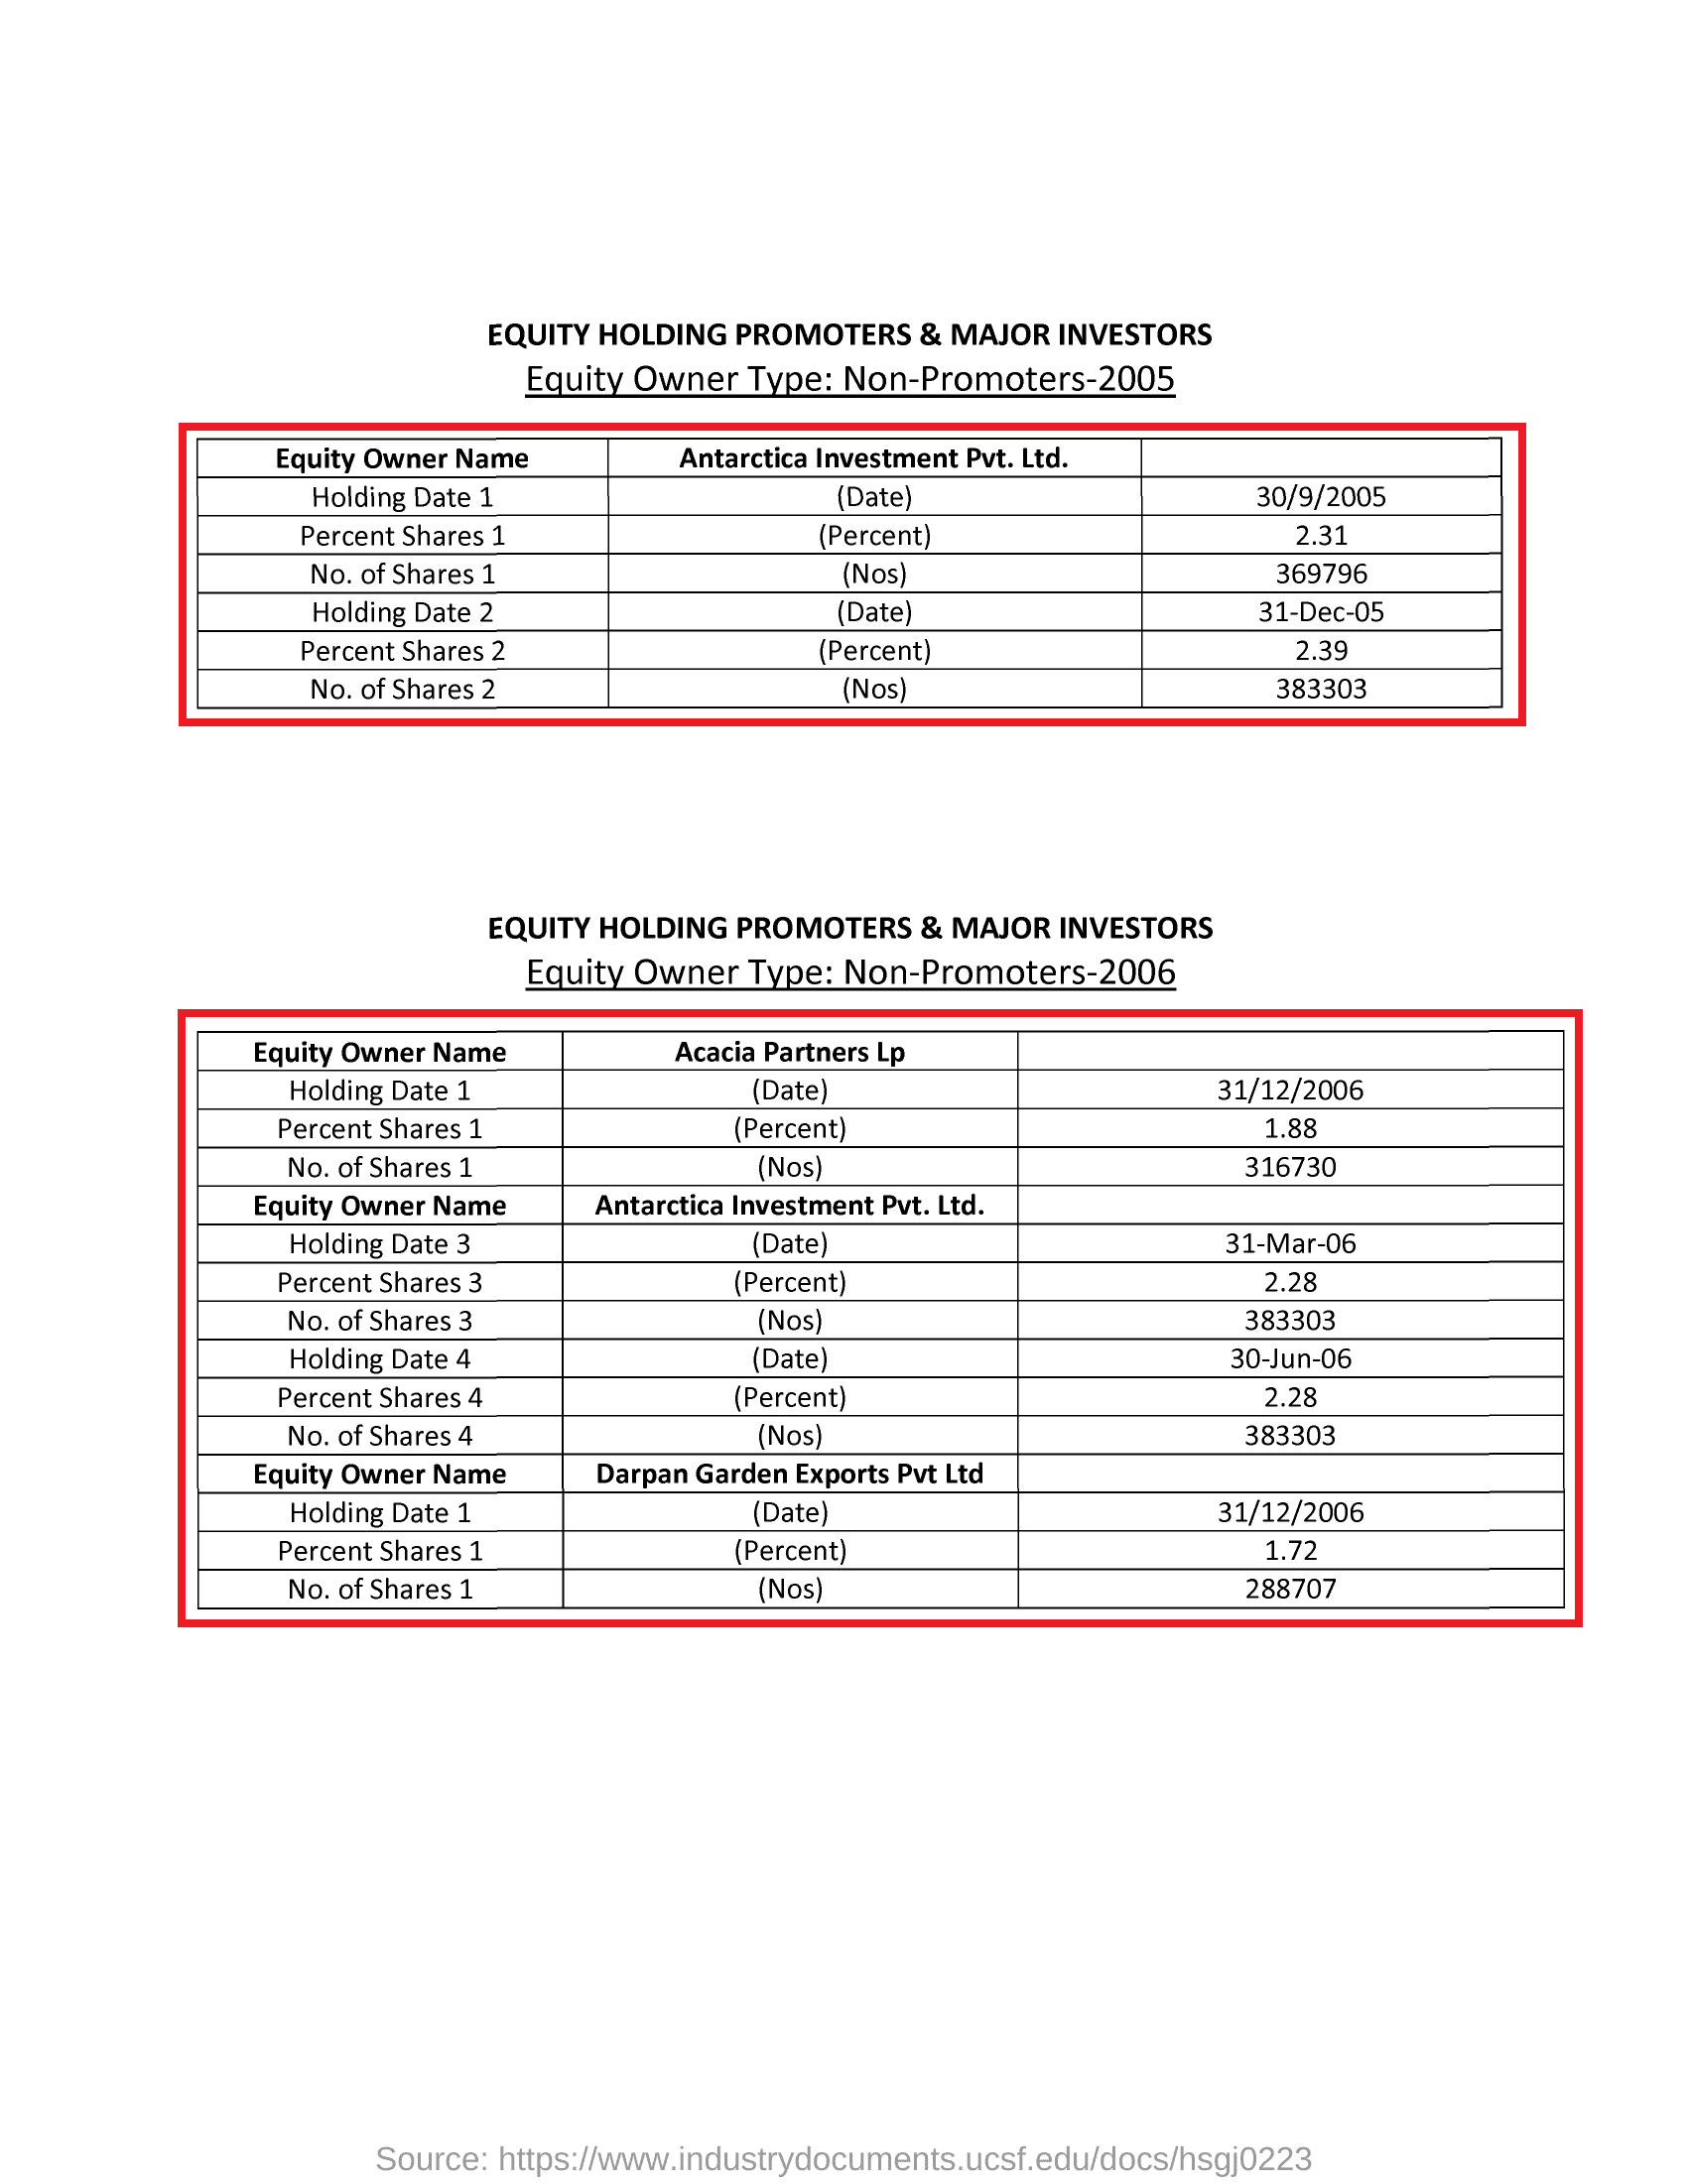 EQUITY HOLDING PROMOTERS & MAJOR INVESTORS
Equity Owner Type: Non-Promoters-2005
Equity Owner Name Antarctica Investment Pvt. Ltd.
Holding Date 1 (Date) 30/9/2005
Percent Shares 1 (Percent) 2.31
No. of Shares 1 (Nos) 369796
Holding Date 2 (Date) 31-Dec-05
Percent Shares 2 (Percent) 2.39
No. of Shares 2 (Nos) 383303
EQUITY HOLDING PROMOTERS & MAJOR INVESTORS
Equity Owner Type: Non-Promoters-2006
Equity Owner Name Acacia Partners Lp
Holding Date 1 (Date) 31/12/2006
Percent Shares 1 (Percent) 1.88
No. of Shares 1 (Nos) 316730
Equity Owner Name Antarctica Investment Pvt. Ltd.
Holding Date 3 (Date) 31-Mar-06
Percent Shares 3 (Percent) 2.28
No. of Shares 3 (Nos) 383303
Holding Date 4 (Date) 30-Jun-06
Percent Shares 4 (Percent) 2.28
No. of Shares 4 (Nos) 383303
Equity Owner Name Darpan Garden Exports Pvt Ltd
Holding Date 1 (Date) 31/12/2006
Percent Shares 1 (Percent) 1.72
No. of Shares 1 (Nos) 288707
Source: https://www.industrydocuments.ucsf.edu/docs/hsgj0223